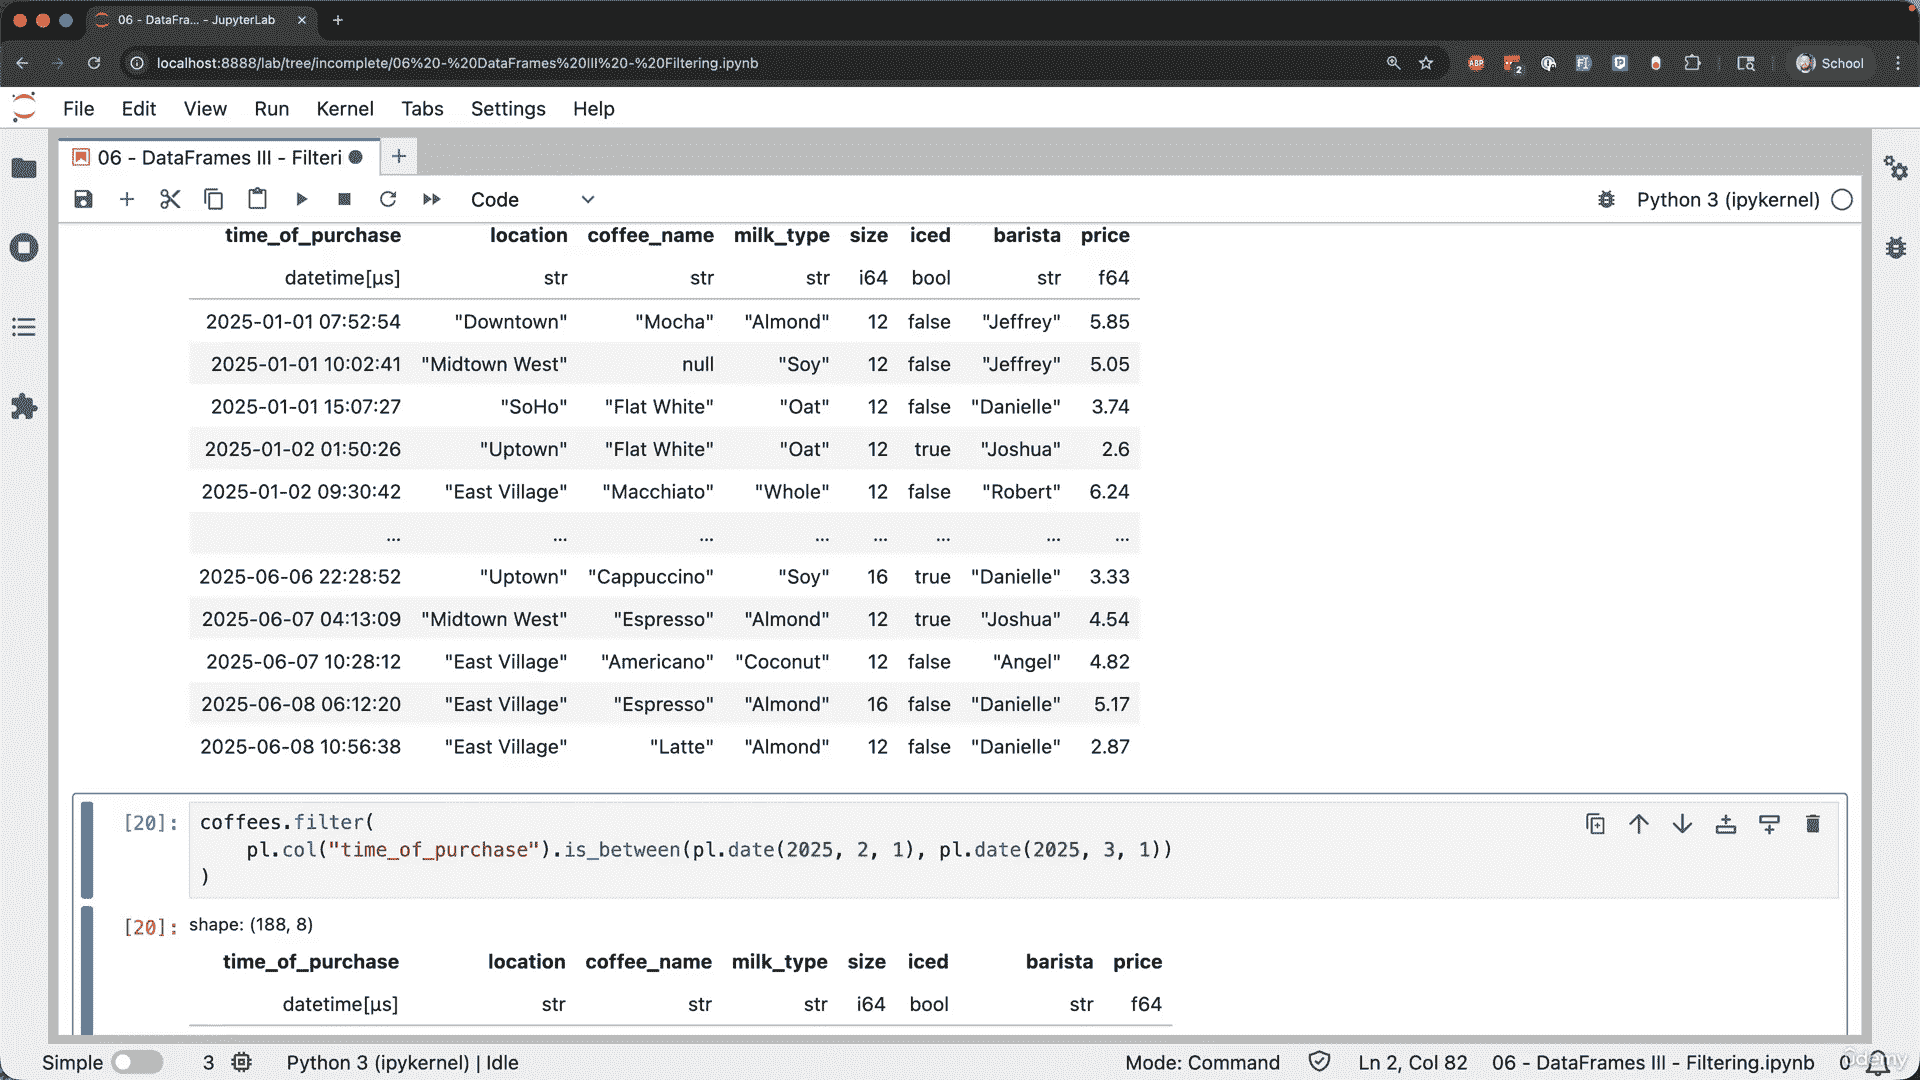 06 - DataFra... - JupyterLab
localhost:8888/lab/tree/incomplete/06%20-%20DataFrames%20III%20-%20Filtering.ipynb
ABP
2
School
File Edit View Run Kernel Tabs Settings Help
06 - DataFrames III - Filteri
Code
Python 3 (ipykernel)
time_of_purchase location coffee_name milk_type size iced barista price
datetime[μs] str str str i64 bool str f64
2025-01-01 07:52:54 "Downtown" "Mocha" "Almond" 12 false "Jeffrey" 5.85
2025-01-01 10:02:41 "Midtown West" null "Soy" 12 false "Jeffrey" 5.05
2025-01-01 15:07:27 "SoHo" "Flat White" "Oat" 12 false "Danielle" 3.74
2025-01-02 01:50:26 "Uptown" "Flat White" "Oat" 12 true "Joshua" 2.6
2025-01-02 09:30:42 "East Village" "Macchiato" "Whole" 12 false "Robert" 6.24
... ... ... ... ... ... ... ...
2025-06-06 22:28:52 "Uptown" "Cappuccino" "Soy" 16 true "Danielle" 3.33
2025-06-07 04:13:09 "Midtown West" "Espresso" "Almond" 12 true "Joshua" 4.54
2025-06-07 10:28:12 "East Village" "Americano" "Coconut" 12 false "Angel" 4.82
2025-06-08 06:12:20 "East Village" "Espresso" "Almond" 16 false "Danielle" 5.17
2025-06-08 10:56:38 "East Village" "Latte" "Almond" 12 false "Danielle" 2.87
[20]: coffees.filter(
pl.col("time_of_purchase").is_between(pl.date(2025, 2, 1), pl.date(2025, 3, 1))
)
[20]: shape: (188, 8)
time_of_purchase location coffee_name milk_type size iced barista price
datetime[μs] str str str i64 bool str f64
Simple 3 Python 3 (ipykernel) | Idle Mode: Command Ln 2, Col 82 06 - DataFrames III - Filtering.ipynb 0
Udemy